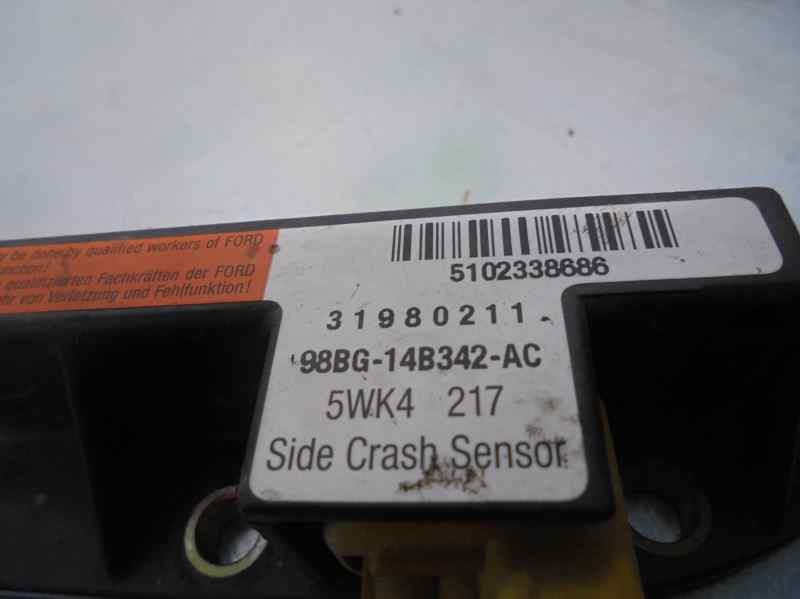 be done by qualified workers of FORD
qualifizierten Fachkräften der FORD
von Verletzung und Fehlfunktion!
5102338686
31980211.
98BG-14B342-AC
5WK4 217
Side Crash Sensor